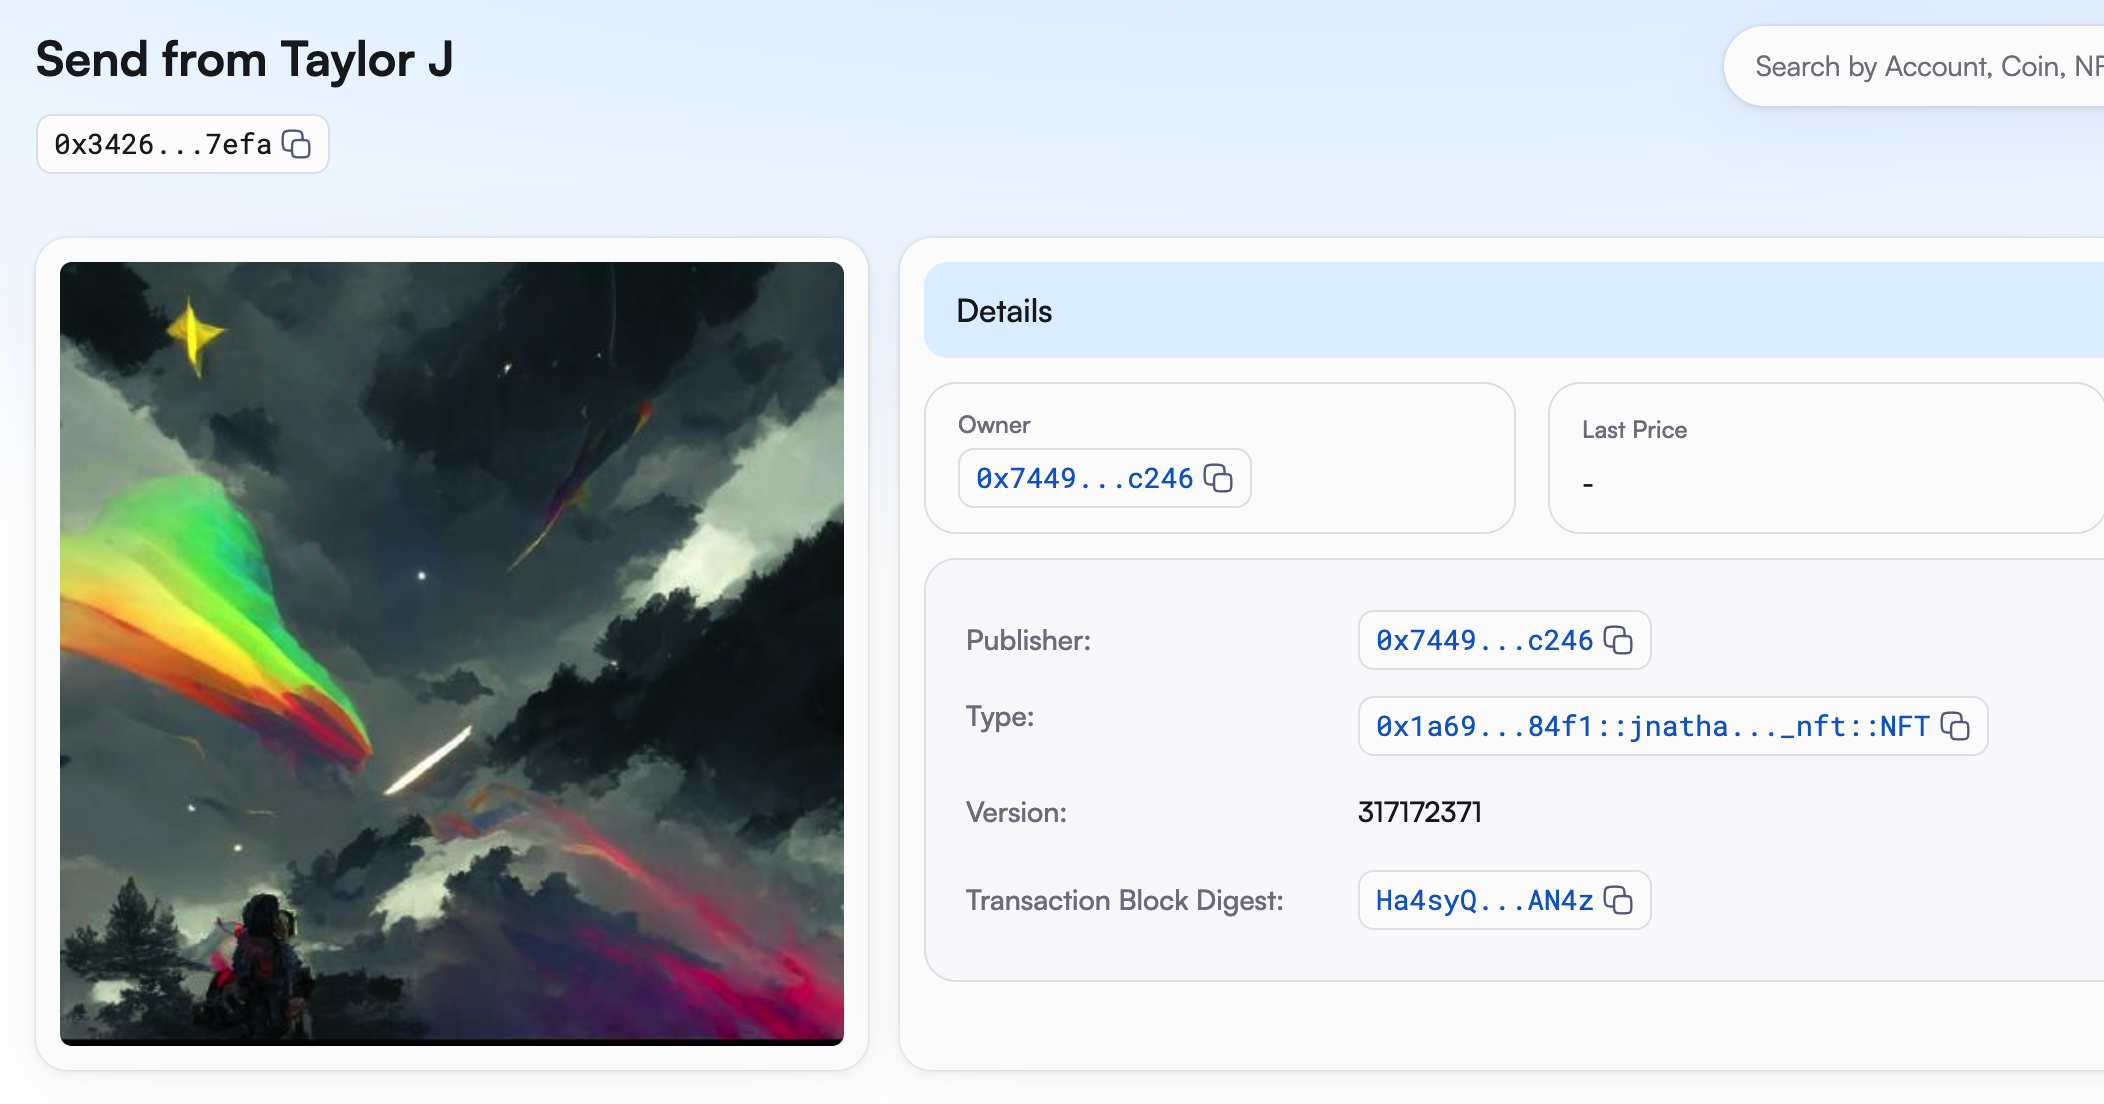 Send from Taylor J
Search by Account, Coin, NF
0x3426...7efa
Details
Owner
0x7449...c246
Last Price
-
Publisher:
0x7449...c246
Type:
0x1a69...84f1::jnatha..._nft::NFT
Version:
317172371
Transaction Block Digest:
Ha4syQ...AN4z